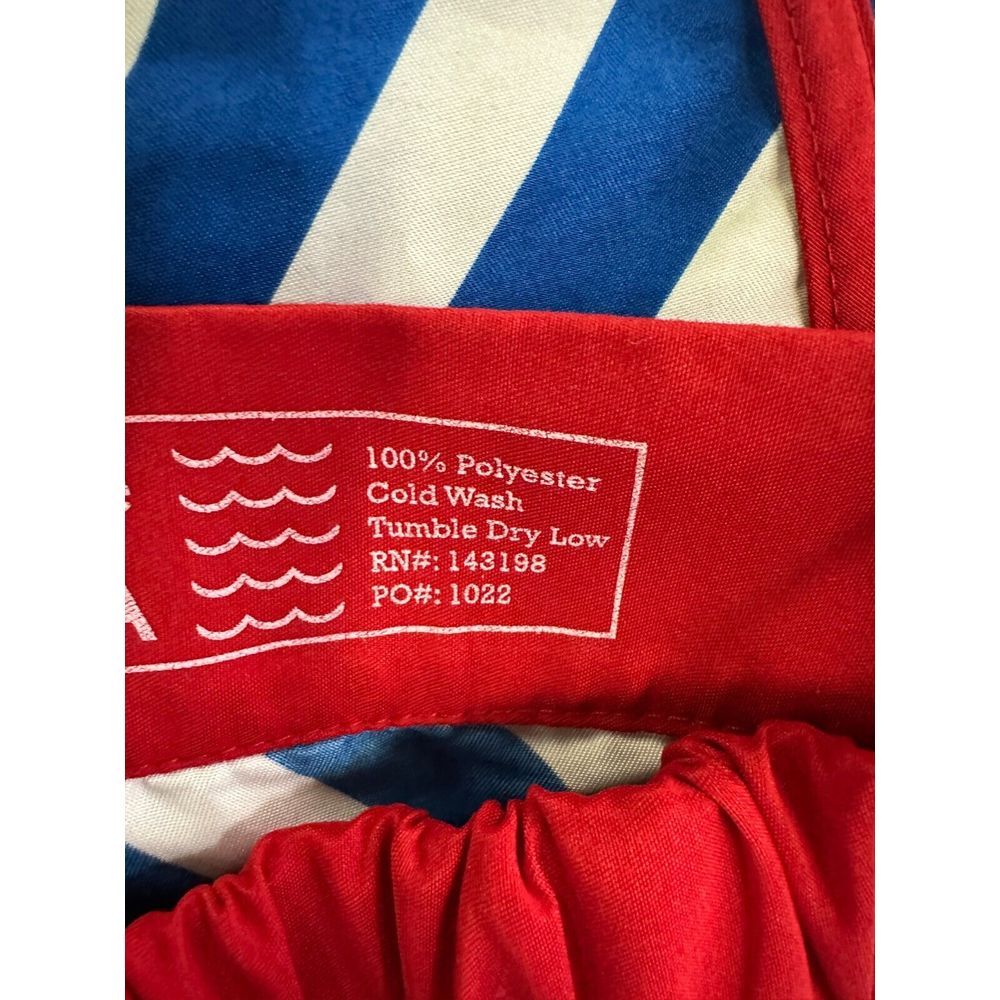 100% Polyester
Cold Wash
Tumble Dry Low
RN#: 143198
PO#: 1022